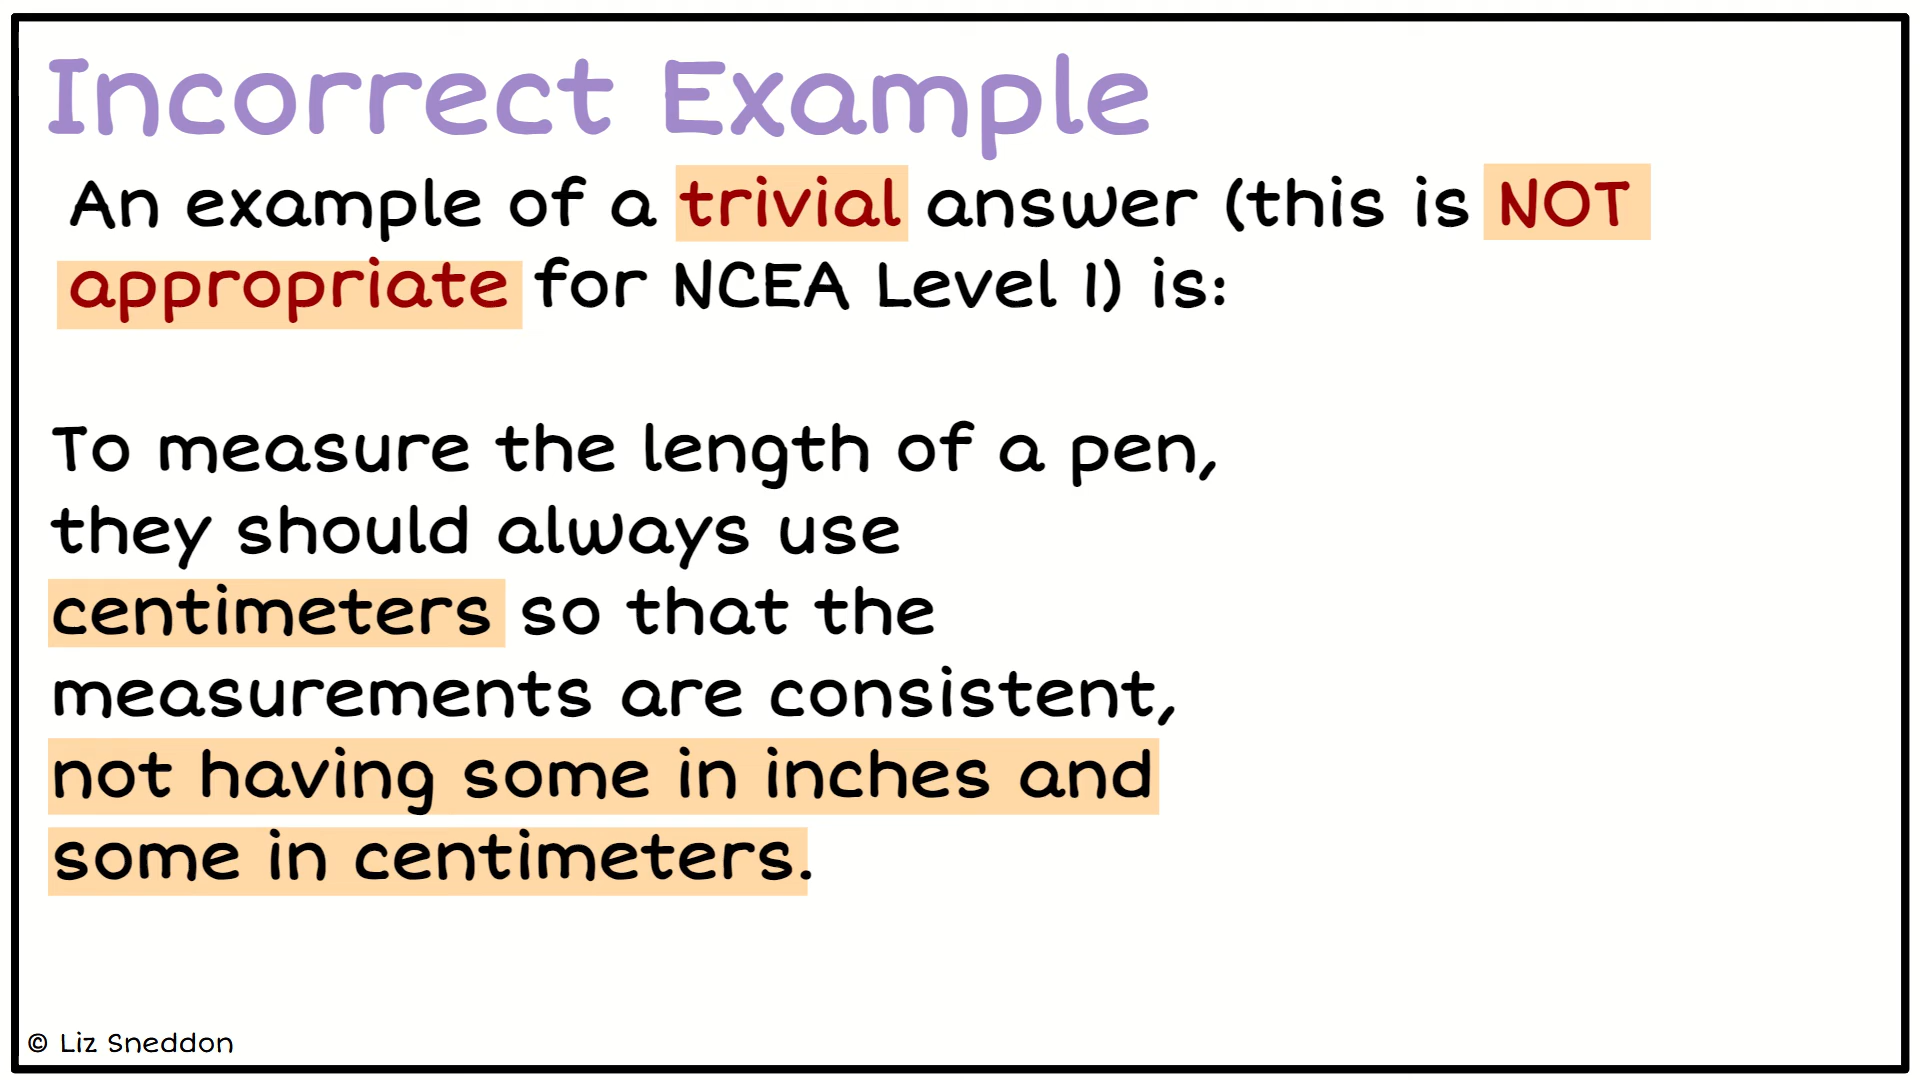 Incorrect Example
An example of a trivial answer (this is NOT
appropriate for NCEA Level 1) is:
To measure the length of a pen,
they should always use
centimeters so that the
measurements are consistent,
not having some in inches and
some in centimeters.
© Liz Sneddon